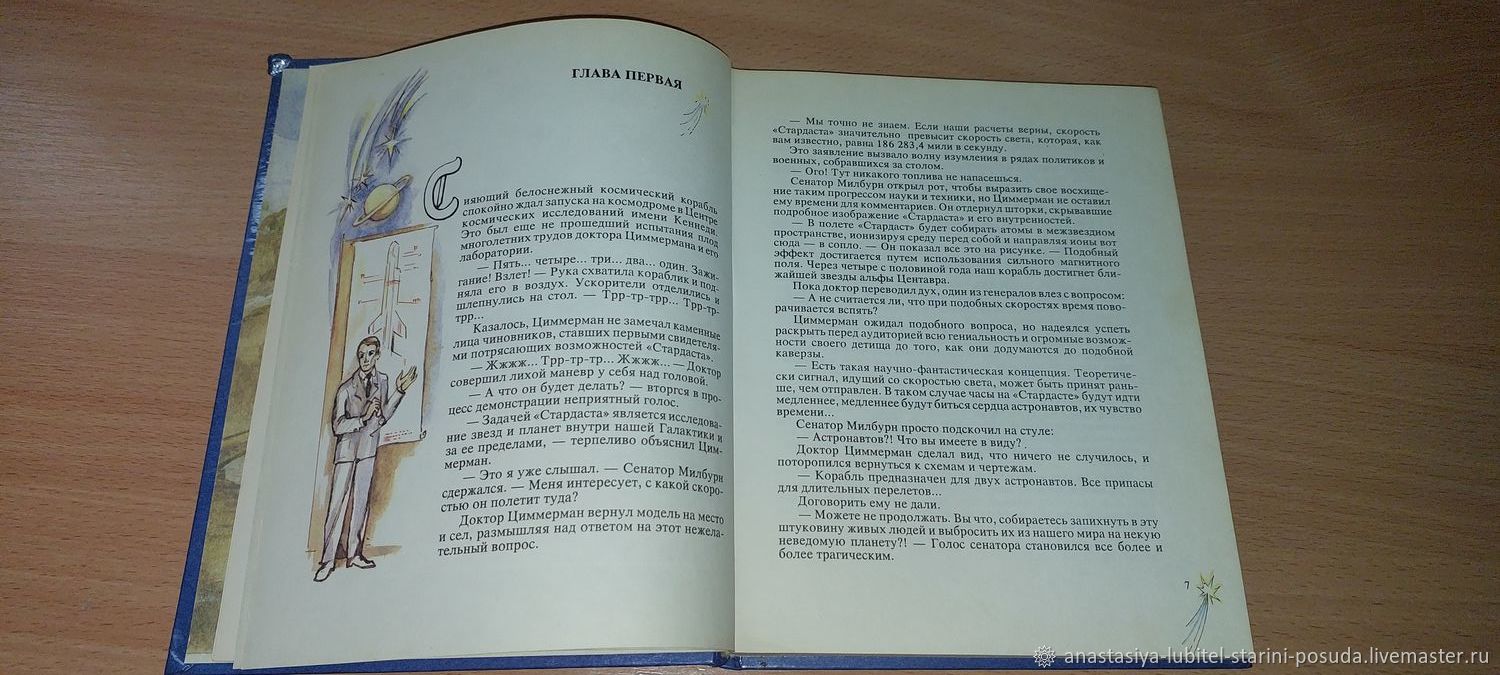 ГЛАВА ПЕРВАЯ
Сияющий белоснежный космический корабль
спокойно ждал запуска на космодроме в Центре
космических исследований имени Кеннеди.
Это был еще не прошедший испытания плод
многолетних трудов доктора Циммермана и его
лаборатории.
— Пять... четыре... три... два... один. Зажи-
гание! Взлет! — Рука схватила кораблик и под-
няла его в воздух. Ускорители отделились и
шлепнулись на стол. — Трр-тр-трр... Трр-тр-
трр...
Казалось, Циммерман не замечал каменные
лица чиновников, ставших первыми свидетеля-
ми потрясающих возможностей «Стардаста».
— Жжжж... Трр-тр-тр... Жжжж... — Доктор
совершил лихой маневр у себя над головой.
— А что он будет делать? — вторгся в про-
цесс демонстрации неприятный голос.
— Задачей «Стардаста» является исследова-
ние звезд и планет внутри нашей Галактики и
за ее пределами, — терпеливо объяснил Цим-
мерман.
— Это я уже слышал. — Сенатор Милбурн
сдержался. — Меня интересует, с какой скоро-
стью он полетит туда?
Доктор Циммерман вернул модель на место
и сел, размышляя над ответом на этот нежела-
тельный вопрос.
— Мы точно не знаем. Если наши расчеты верны, скорость
«Стардаста» значительно превысит скорость света, которая, как
вам известно, равна 186 283,4 мили в секунду.
Это заявление вызвало волну изумления в рядах политиков и
военных, собравшихся за столом.
— Ого! Тут никакого топлива не напасешься.
Сенатор Милбурн открыл рот, чтобы выразить свое восхище-
ние таким прогрессом науки и техники, но Циммерман не оставил
ему времени для комментариев. Он отдернул шторки, скрывавшие
подробное изображение «Стардаста» и его внутренностей.
— В полете «Стардаст» будет собирать атомы в межзвездном
пространстве, ионизируя среду перед собой и направляя ионы вот
сюда — в сопло. — Он показал все это на рисунке. — Подобный
эффект достигается путем использования сильного магнитного
поля. Через четыре с половиной года наш корабль достигнет бли-
жайшей звезды альфы Центавра.
Пока доктор переводил дух, один из генералов влез с вопросом:
— А не считается ли, что при подобных скоростях время пово-
рачивается вспять?
Циммерман ожидал подобного вопроса, но надеялся успеть
раскрыть перед аудиторией всю гениальность и огромные возмож-
ности своего детища до того, как они додумаются до подобной
каверзы.
— Есть такая научно-фантастическая концепция. Теоретиче-
ски сигнал, идущий со скоростью света, может быть принят рань-
ше, чем отправлен. В таком случае часы на «Стардасте» будут идти
медленнее, медленнее будут биться сердца астронавтов, их чувство
времени...
Сенатор Милбурн просто подскочил на стуле:
— Астронавтов?! Что вы имеете в виду?
Доктор Циммерман сделал вид, что ничего не случилось, и
поторопился вернуться к схемам и чертежам.
— Корабль предназначен для двух астронавтов. Все припасы
для длительных перелетов...
Договорить ему не дали.
— Можете не продолжать. Вы что, собираетесь запихнуть в эту
штуковину живых людей и выбросить их из нашего мира на некую
неведомую планету?! — Голос сенатора становился все более и
более трагическим.
7
anastasiya-lubitel-starini-posuda.livemaster.ru